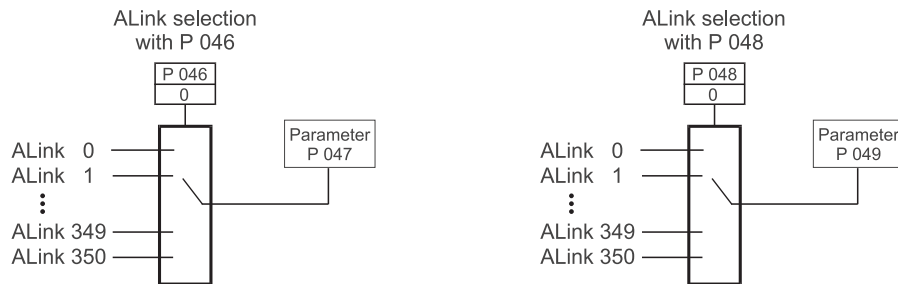 ALink selection
with P 046
P 046
0
Parameter
P 047
ALink 0
ALink 1
ALink 349
ALink 350
ALink selection
with P 048
P 048
0
Parameter
P 049
ALink 0
ALink 1
ALink 349
ALink 350